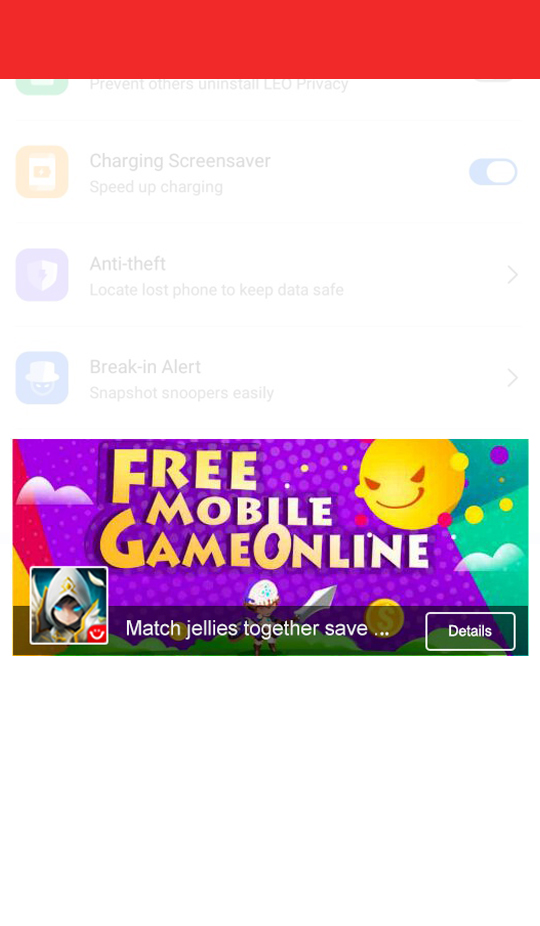 Prevent others uninstall LEO Privacy
Charging Screensaver
Speed up charging
Anti-theft
Locate lost phone to keep data safe
Break-in Alert
Snapshot snoopers easily
FREE
MOBILE
GAMEONLINE
Match jellies together save ...
Details